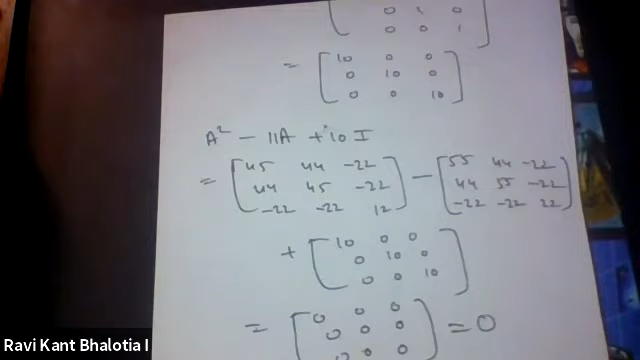 0 1 0
0 0 1
= [10 0 0
0 10 0
0 0 10]
A² - 11A + 10 I
= [45 44 -22
44 45 -22
-22 -22 12] - [55 44 -22
44 55 -22
-22 -22 22]
+ [10 0 0
0 10 0
0 0 10]
= [0 0 0
0 0 0
0 0 0] = 0
Ravi Kant Bhalotia I